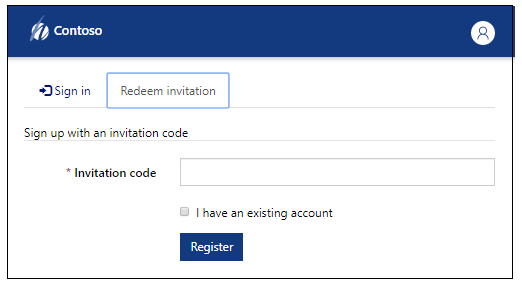 Contoso
Sign in
Redeem invitation
Sign up with an invitation code
* Invitation code
I have an existing account
Register